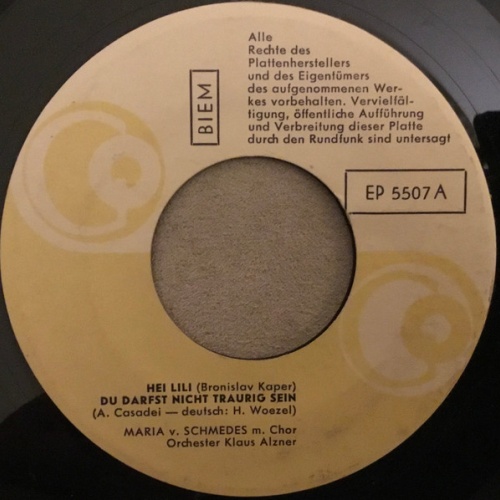 Alle
Rechte des
Plattenherstellers
und des Eigentümers
des aufgenommenen Wer-
kes vorbehalten. Vervielfäl-
tigung, öffentliche Aufführung
und Verbreitung dieser Platte
durch den Rundfunk sind untersagt
BIEM
EP 5507 A
HEI LILI (Bronislav Kaper)
DU DARFST NICHT TRAURIG SEIN
(A. Casadei — deutsch: H. Woezel)
MARIA v. SCHMEDES m. Chor
Orchester Klaus Alzner